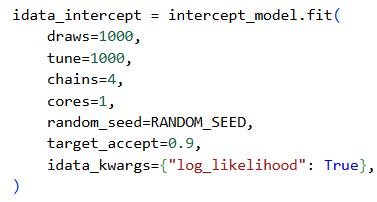 idata_intercept = intercept_model.fit(
    draws=1000,
    tune=1000,
    chains=4,
    cores=1,
    random_seed=RANDOM_SEED,
    target_accept=0.9,
    idata_kwargs={"log_likelihood": True},
)